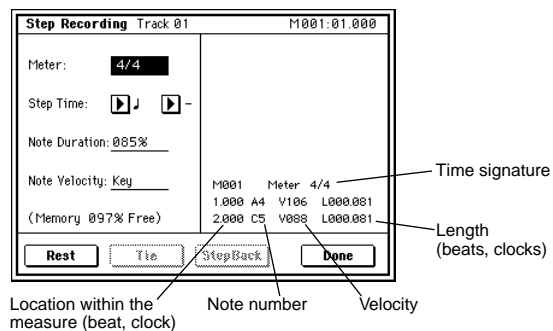 Step Recording Track 01 M001:01.000
Meter: 4/4
Step Time: -
Note Duration: 085%
Note Velocity: Key
(Memory 097% Free)
M001 Meter 4/4
1.000 A4 V106 L000.081
2.000 C5 V088 L000.081
Rest Tie StepBack Done
Time signature
Length
(beats, clocks)
Location within the
measure (beat, clock)
Note number
Velocity